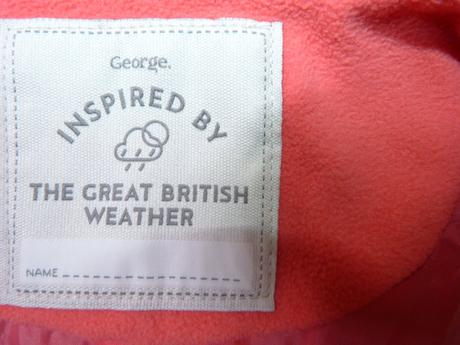 George.
INSPIRED BY
THE GREAT BRITISH
WEATHER
NAME